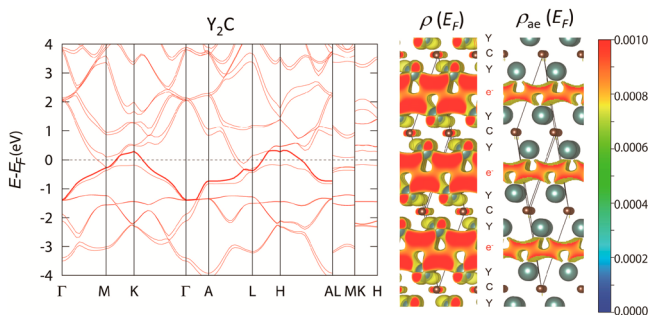 Y₂C
ρ (E_F)
ρ_ae (E_F)
E-E_F(eV)
4
3
2
1
0
-1
-2
-3
-4
Γ
M
K
Γ
A
L
H
AL
MK
H
Y
C
Y
e⁻
Y
C
Y
e⁻
Y
C
Y
e⁻
Y
C
Y
0.0010
0.0008
0.0006
0.0004
0.0002
0.0000